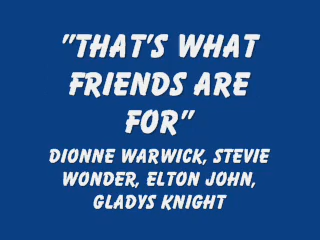 "THAT'S WHAT
FRIENDS ARE
FOR"
DIONNE WARWICK, STEVIE
WONDER, ELTON JOHN,
GLADYS KNIGHT